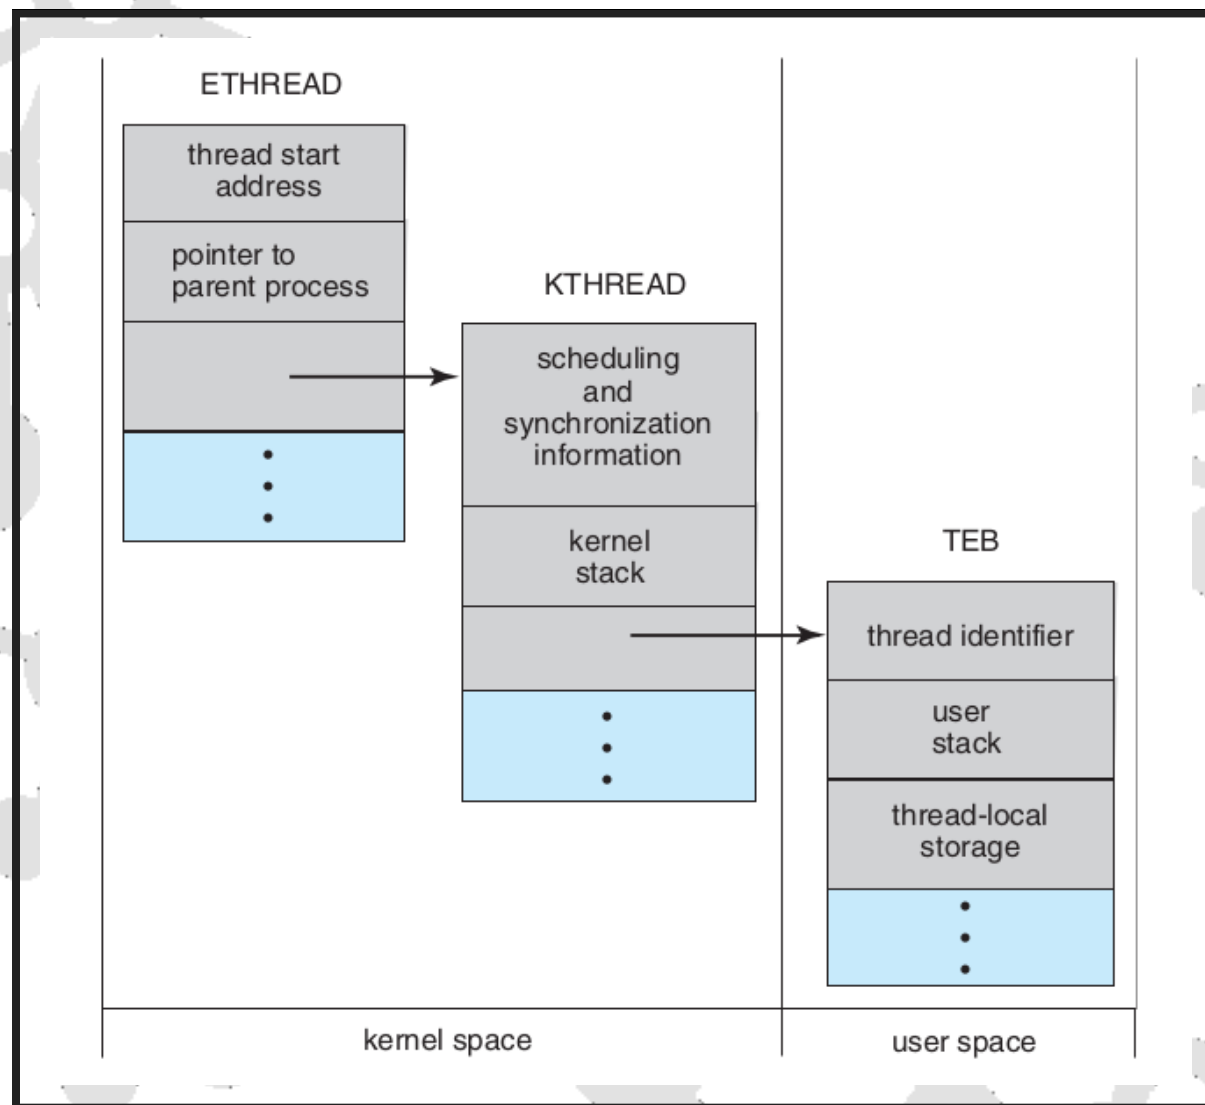 ETHREAD
thread start
address
pointer to
parent process
KTHREAD
scheduling
and
synchronization
information
kernel
stack
TEB
thread identifier
user
stack
thread-local
storage
kernel space
user space